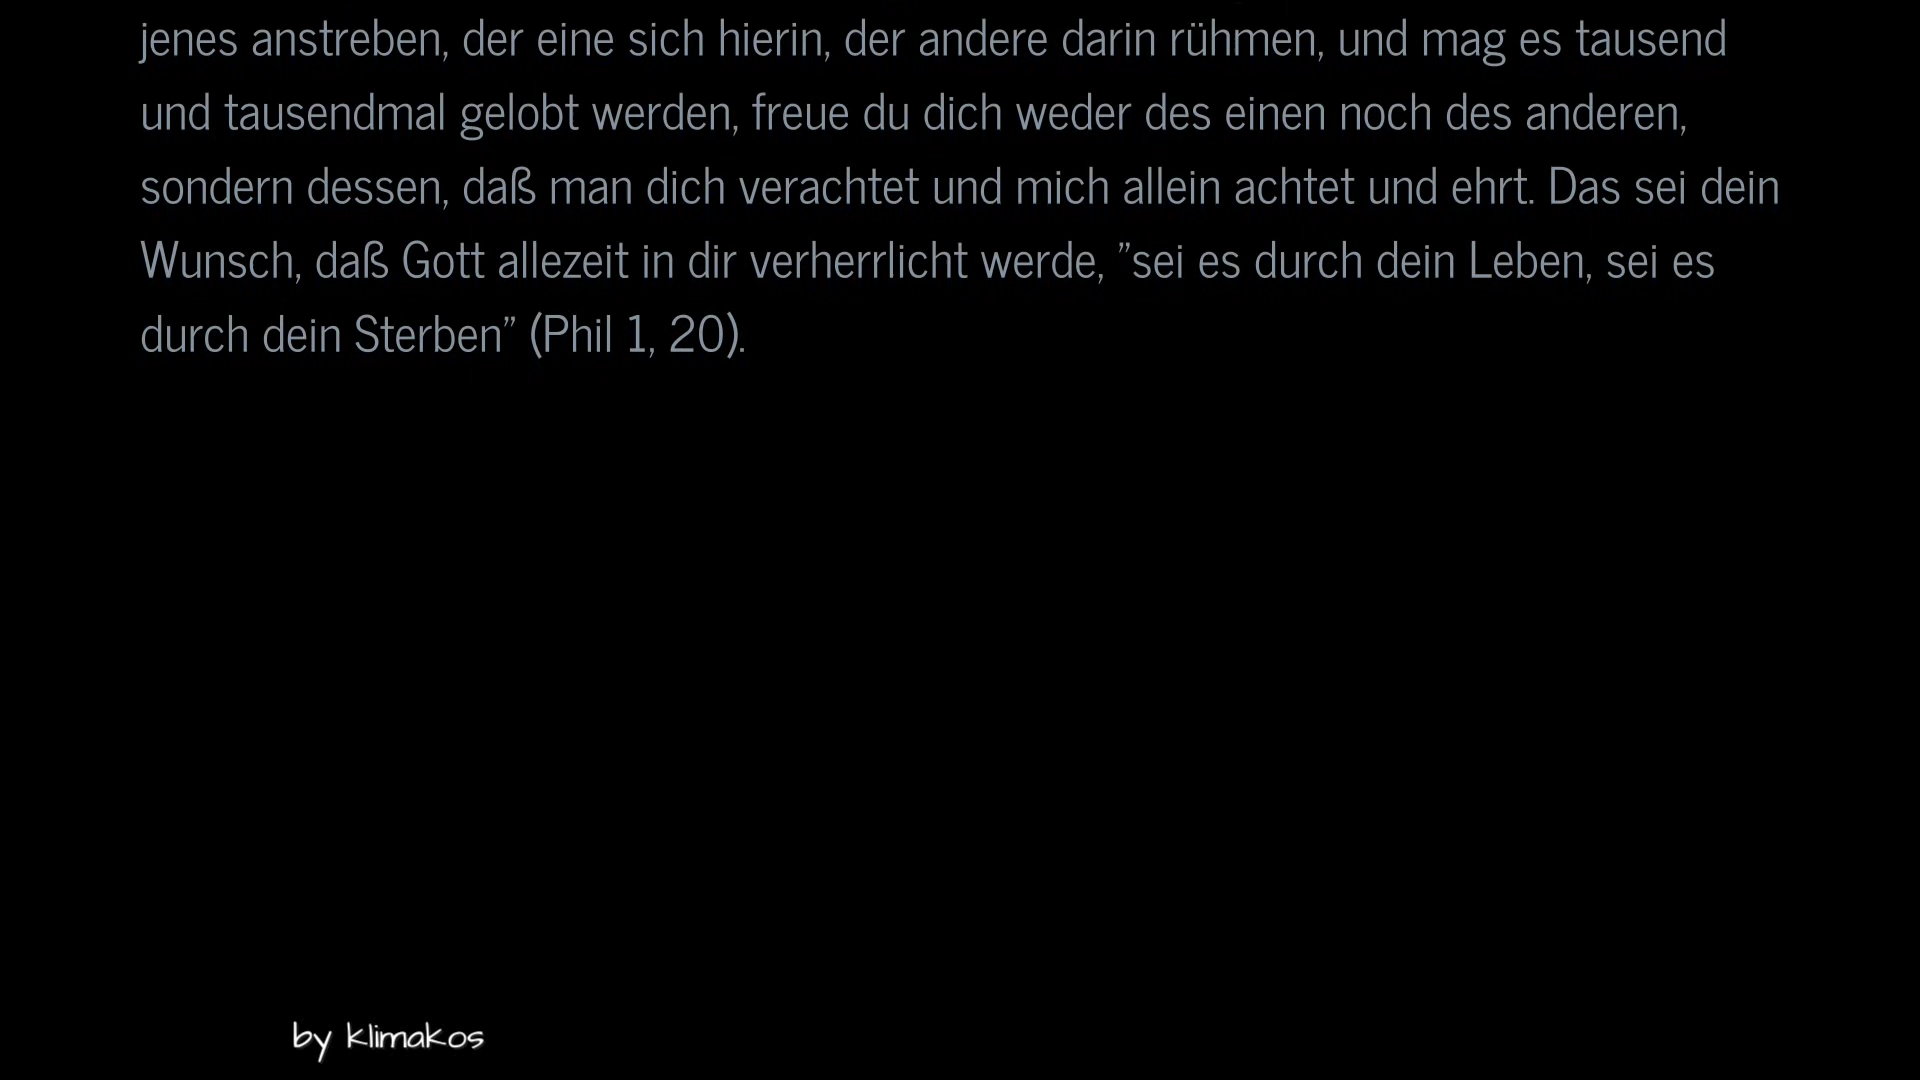 jenes anstreben, der eine sich hierin, der andere darin rühmen, und mag es tausend
und tausendmal gelobt werden, freue du dich weder des einen noch des anderen,
sondern dessen, daß man dich verachtet und mich allein achtet und ehrt. Das sei dein
Wunsch, daß Gott allezeit in dir verherrlicht werde, ”sei es durch dein Leben, sei es
durch dein Sterben” (Phil 1, 20).
by klimakos